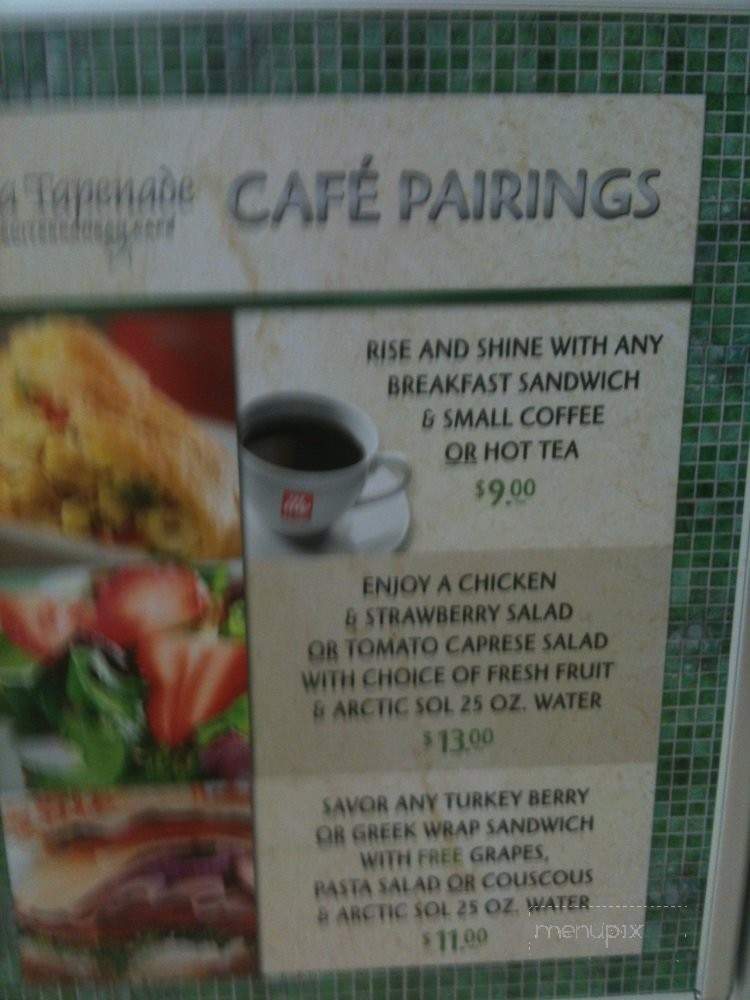 a Tapenade
CAFÉ PAIRINGS
RISE AND SHINE WITH ANY
BREAKFAST SANDWICH
& SMALL COFFEE
OR HOT TEA
$9.00
illy
ENJOY A CHICKEN
& STRAWBERRY SALAD
OR TOMATO CAPRESE SALAD
WITH CHOICE OF FRESH FRUIT
& ARCTIC SOL 25 OZ. WATER
$13.00
SAVOR ANY TURKEY BERRY
OR GREEK WRAP SANDWICH
WITH FREE GRAPES,
PASTA SALAD OR COUSCOUS
& ARCTIC SOL 25 OZ. WATER
$11.00
menupix